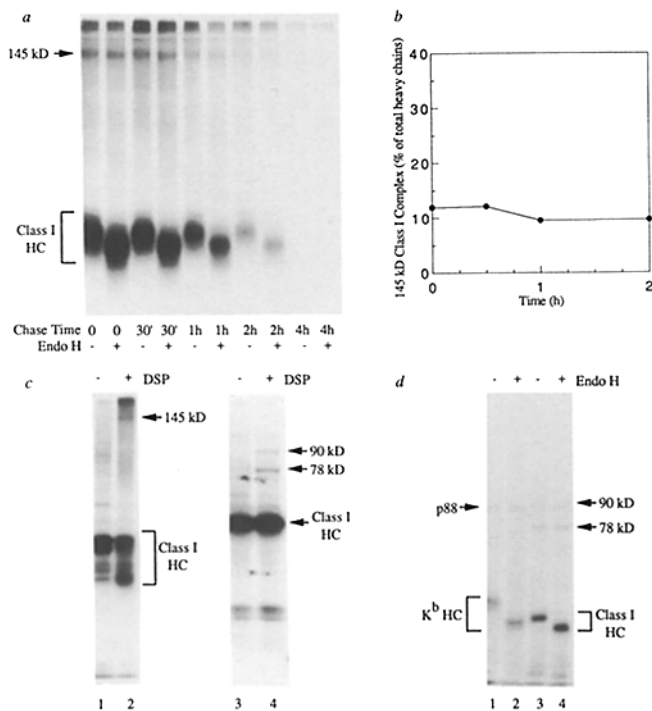 a
145 kD
Class I
HC
Chase Time 0 0 30' 30' 1h 1h 2h 2h 4h 4h
Endo H - + - + - + - + - +
b
145 kD Class I Complex (% of total heavy chains)
40
30
20
10
0
0 1 2
Time (h)
c
- + DSP
145 kD
Class I
HC
1 2
- + DSP
90 kD
78 kD
Class I
HC
3 4
d
- + - + Endo H
p88
90 kD
78 kD
K^b HC
Class I
HC
1 2 3 4